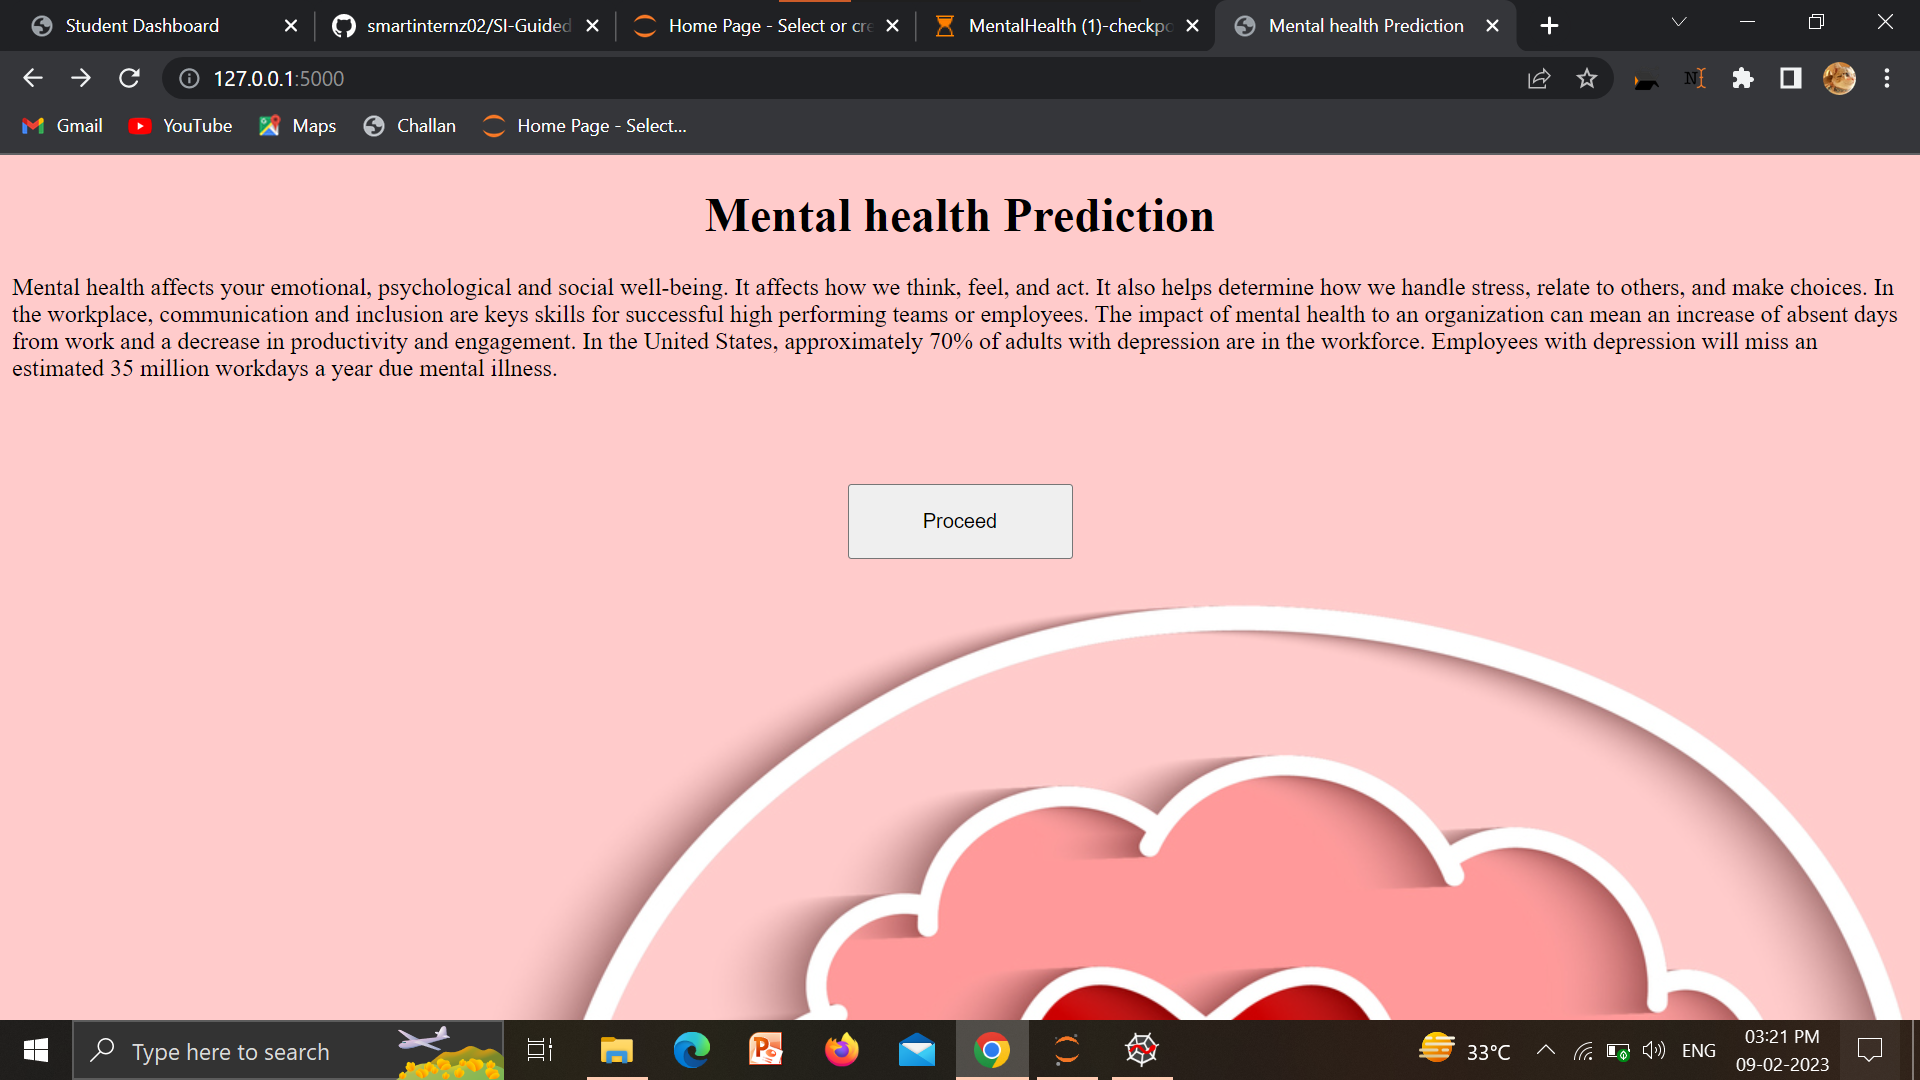 Student Dashboard
smartinternz02/SI-Guided
Home Page - Select or cre
MentalHealth (1)-checkpo
Mental health Prediction
127.0.0.1:5000
Gmail
YouTube
Maps
Challan
Home Page - Select...
Mental health Prediction
Mental health affects your emotional, psychological and social well-being. It affects how we think, feel, and act. It also helps determine how we handle stress, relate to others, and make choices. In
the workplace, communication and inclusion are keys skills for successful high performing teams or employees. The impact of mental health to an organization can mean an increase of absent days
from work and a decrease in productivity and engagement. In the United States, approximately 70% of adults with depression are in the workforce. Employees with depression will miss an
estimated 35 million workdays a year due mental illness.
Proceed
Type here to search
33°C
ENG
03:21 PM
09-02-2023